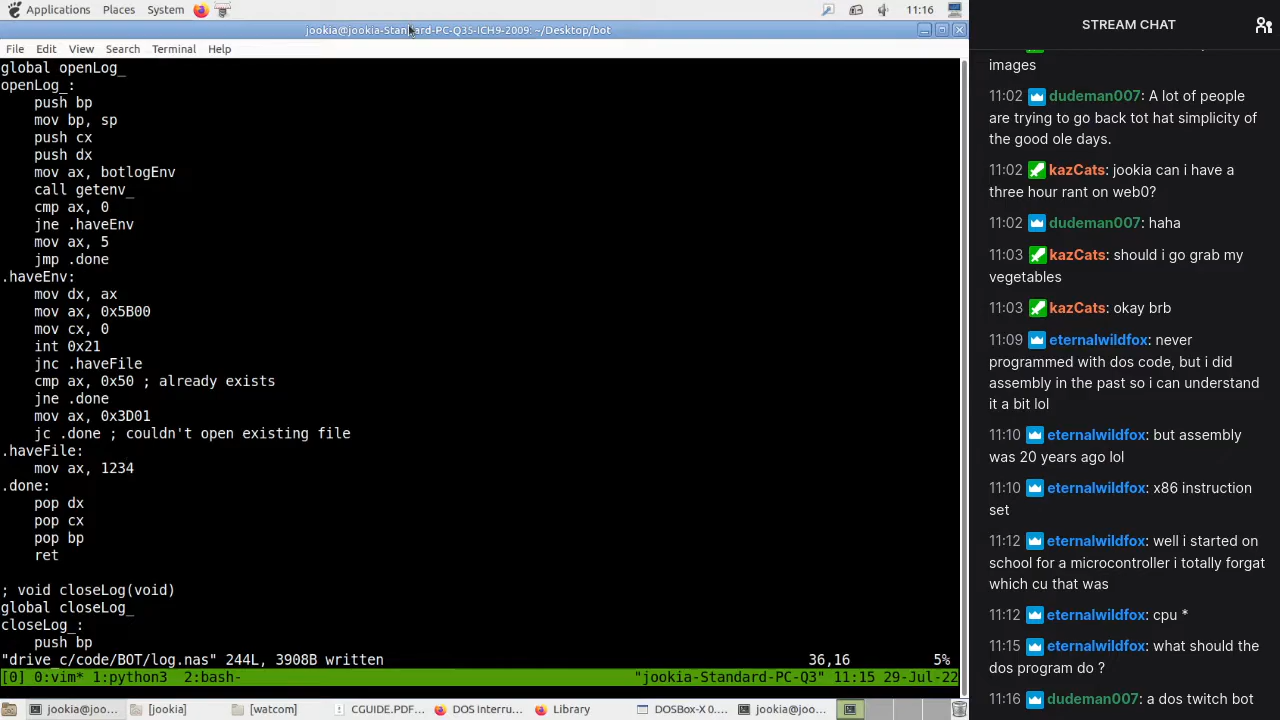 Applications Places System 11:16
jookia@jookia-Standard-PC-Q35-ICH9-2009: ~/Desktop/bot
File Edit View Search Terminal Help
global openLog_
openLog_:
push bp
mov bp, sp
push cx
push dx
mov ax, botlogEnv
call getenv_
cmp ax, 0
jne .haveEnv
mov ax, 5
jmp .done
.haveEnv:
mov dx, ax
mov ax, 0x5B00
mov cx, 0
int 0x21
jnc .haveFile
cmp ax, 0x50 ; already exists
jne .done
mov ax, 0x3D01
jc .done ; couldn't open existing file
.haveFile:
mov ax, 1234
.done:
pop dx
pop cx
pop bp
ret
; void closeLog(void)
global closeLog_
closeLog_:
push bp
"drive_c/code/BOT/log.nas" 244L, 3908B written 36,16 5%
[0] 0:vim* 1:python3 2:bash- "jookia-Standard-PC-Q3" 11:15 29-Jul-22
jookia@joo... [jookia] [watcom] CGUIDE.PDF... DOS Interru... Library DOSBox-X 0.... jookia@joo...
STREAM CHAT
images
11:02 dudeman007: A lot of people
are trying to go back tot hat simplicity of
the good ole days.
11:02 kazCats: jookia can i have a
three hour rant on web0?
11:02 dudeman007: haha
11:03 kazCats: should i go grab my
vegetables
11:03 kazCats: okay brb
11:09 eternalwildfox: never
programmed with dos code, but i did
assembly in the past so i can understand
it a bit lol
11:10 eternalwildfox: but assembly
was 20 years ago lol
11:10 eternalwildfox: x86 instruction
set
11:12 eternalwildfox: well i started on
school for a microcontroller i totally forgat
which cu that was
11:12 eternalwildfox: cpu *
11:15 eternalwildfox: what should the
dos program do ?
11:16 dudeman007: a dos twitch bot